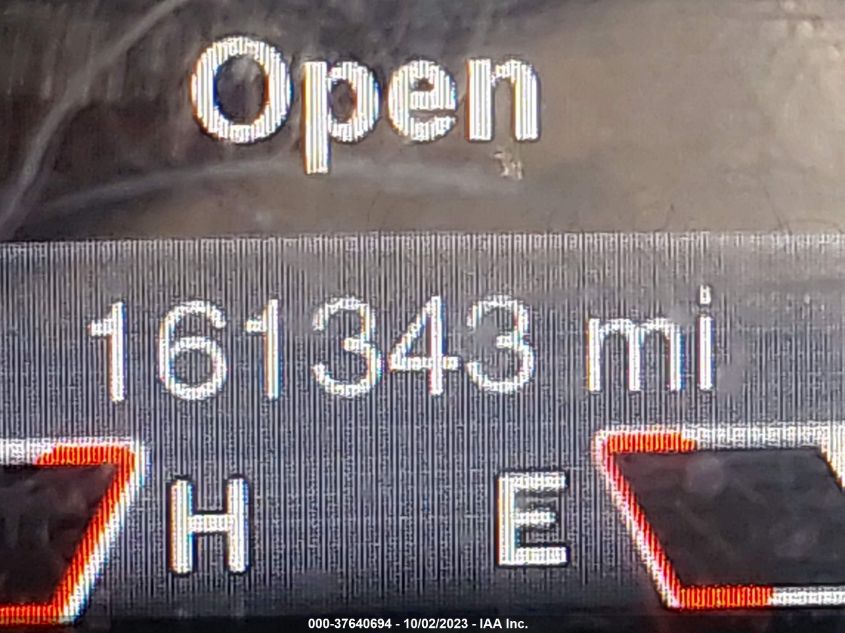 Open
161343 mi
H E
000-37640694 - 10/02/2023 - IAA Inc.